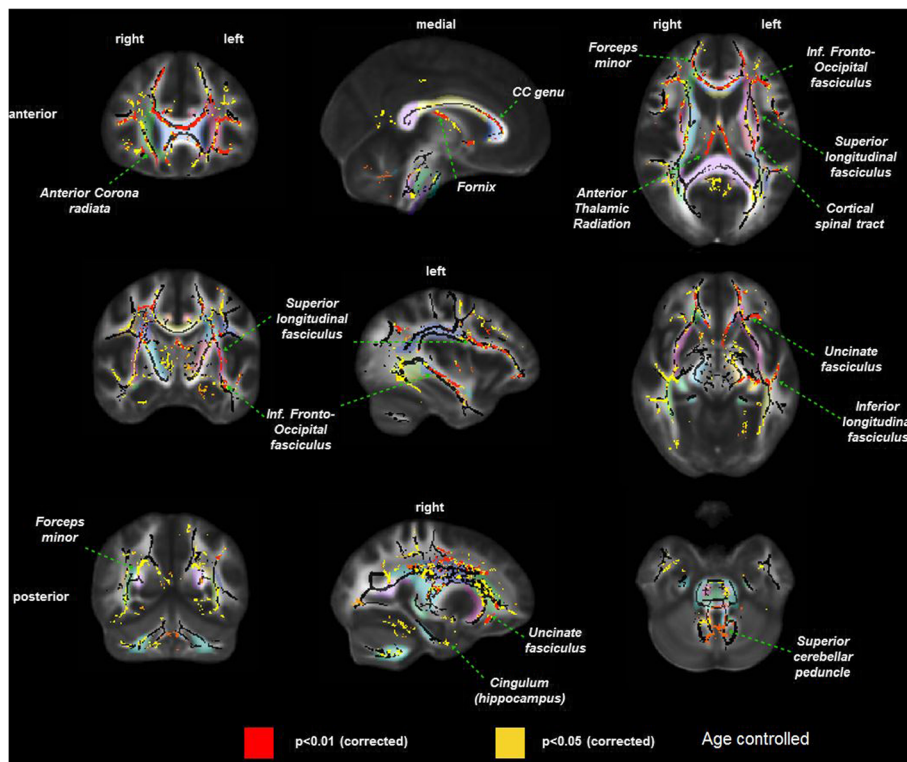 right left
medial
right left
Forceps
minor
Inf. Fronto-
Occipital
fasciculus
CC genu
anterior
Superior
longitudinal
fasciculus
Anterior Corona
radiata
Fornix
Anterior
Thalamic
Radiation
Cortical
spinal tract
left
Superior
longitudinal
fasciculus
Uncinate
fasciculus
Inf. Fronto-
Occipital
fasciculus
Inferior
longitudinal
fasciculus
right
Forceps
minor
posterior
Uncinate
fasciculus
Superior
cerebellar
peduncle
Cingulum
(hippocampus)
p<0.01 (corrected) p<0.05 (corrected) Age controlled